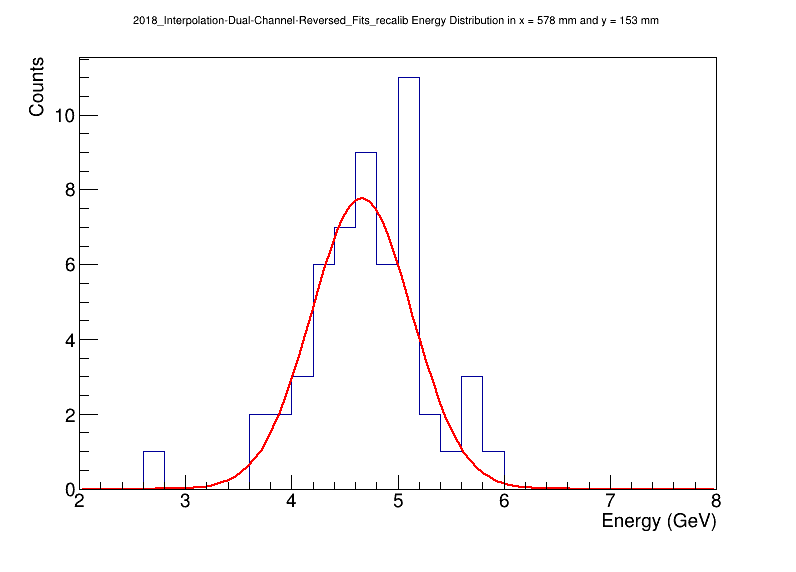 2018_Interpolation-Dual-Channel-Reversed_Fits_recalib Energy Distribution in x = 578 mm and y = 153 mm
Counts
10
8
6
4
2
0
2 3 4 5 6 7 8
Energy (GeV)